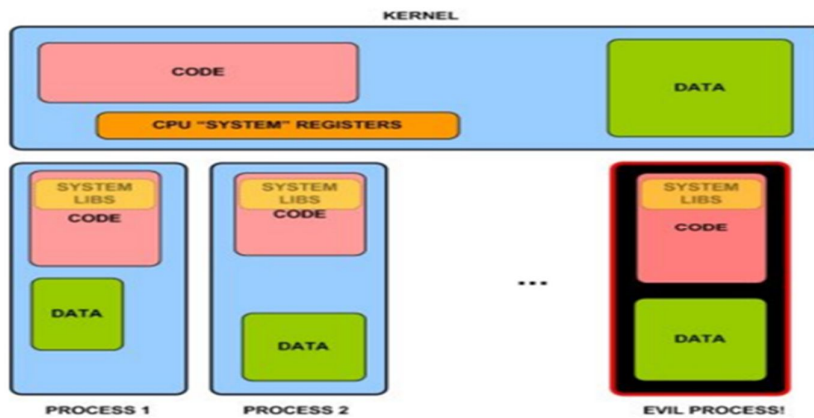 KERNEL
CODE
DATA
CPU "SYSTEM" REGISTERS
SYSTEM
LIBS
CODE
DATA
PROCESS 1
SYSTEM
LIBS
CODE
DATA
PROCESS 2
...
SYSTEM
LIBS
CODE
DATA
EVIL PROCESS!